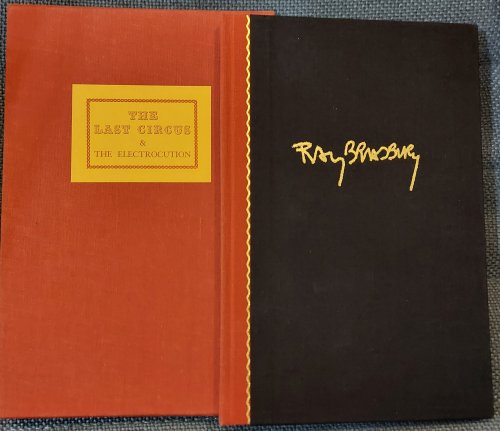 THE
LAST CIRCUS
&
THE ELECTROCUTION
RAY BRADBURY